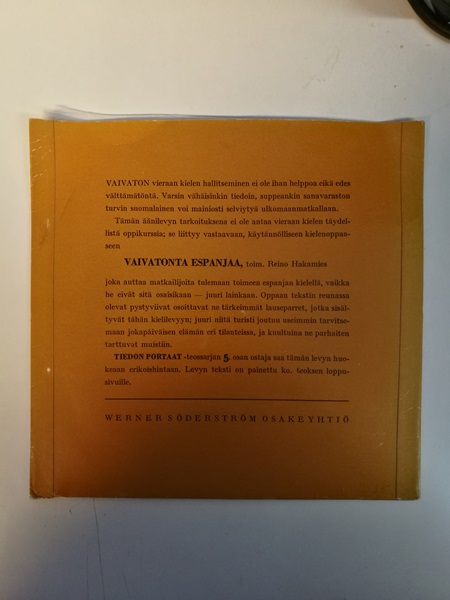 VAIVATON vieraan kielen hallitseminen ei ole ihan helppoa eikä edes
välttämätöntä. Varsin vähäisinkin tiedoin, suppeankin sanavaraston
turvin suomalainen voi mainiosti selviytyä ulkomaanmatkallaan.
Tämän äänilevyn tarkoituksena ei ole antaa vieraan kielen täydel-
listä oppikurssia; se liittyy vastaavaan, käytännölliseen kielenoppaa-
seen
VAIVATONTA ESPANJAA, toim. Reino Hakamies
joka auttaa matkailijoita tulemaan toimeen espanjan kielellä, vaikka
he eivät sitä osaisikaan — juuri lainkaan. Oppaan tekstin reunassa
olevat pystyviivat osoittavat ne tärkeimmät lauseparret, jotka sisäl-
tyvät tähän kielilevyyn; juuri niitä turisti joutuu useimmin tarvitse-
maan jokapäiväisen elämän eri tilanteissa, ja kuultuina ne parhaiten
tarttuvat muistiin.
TIEDON PORTAAT -teossarjan 5. osan ostaja saa tämän levyn huo-
keaan erikoishintaan. Levyn teksti on painettu ko. teoksen loppu-
sivuille.
WERNER SÖDERSTRÖM OSAKEYHTIÖ